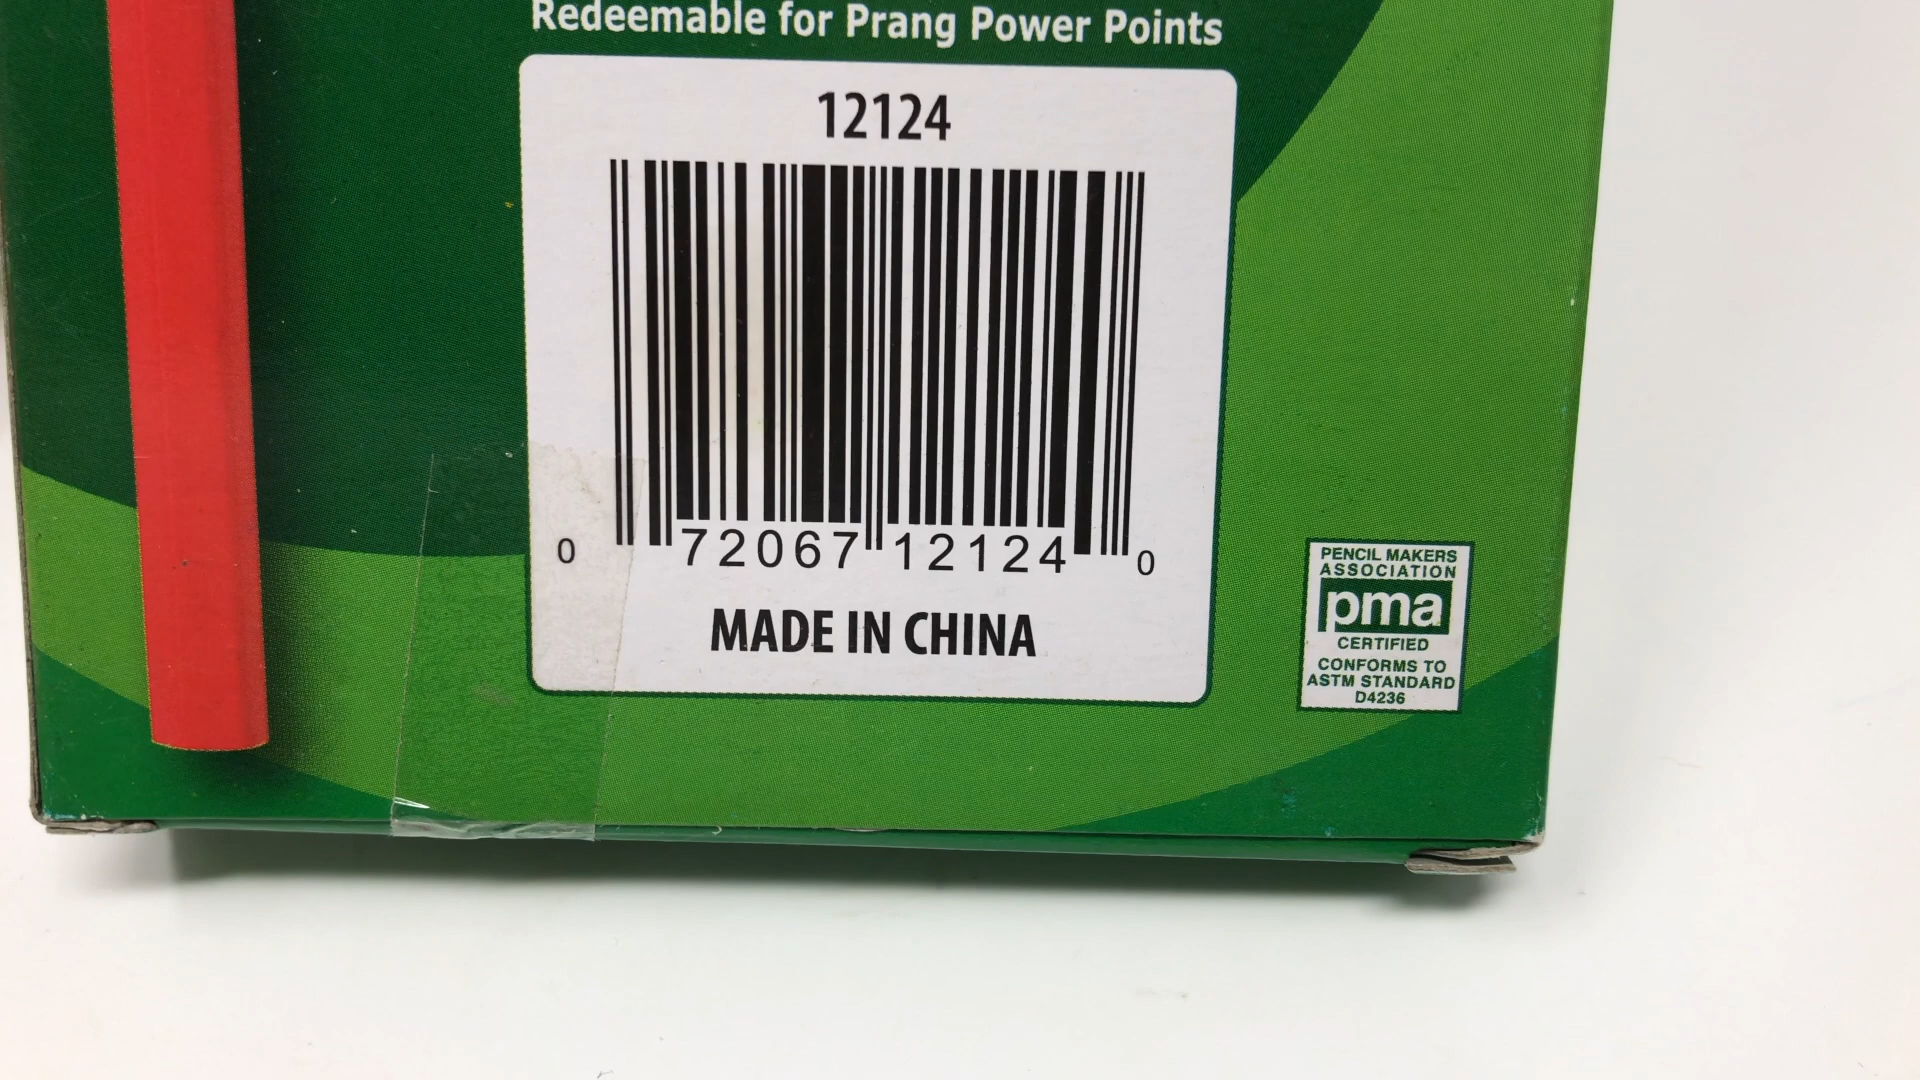 Redeemable for Prang Power Points
12124
0 72067 12124 0
MADE IN CHINA
PENCIL MAKERS
ASSOCIATION
pma
CERTIFIED
CONFORMS TO
ASTM STANDARD
D4236